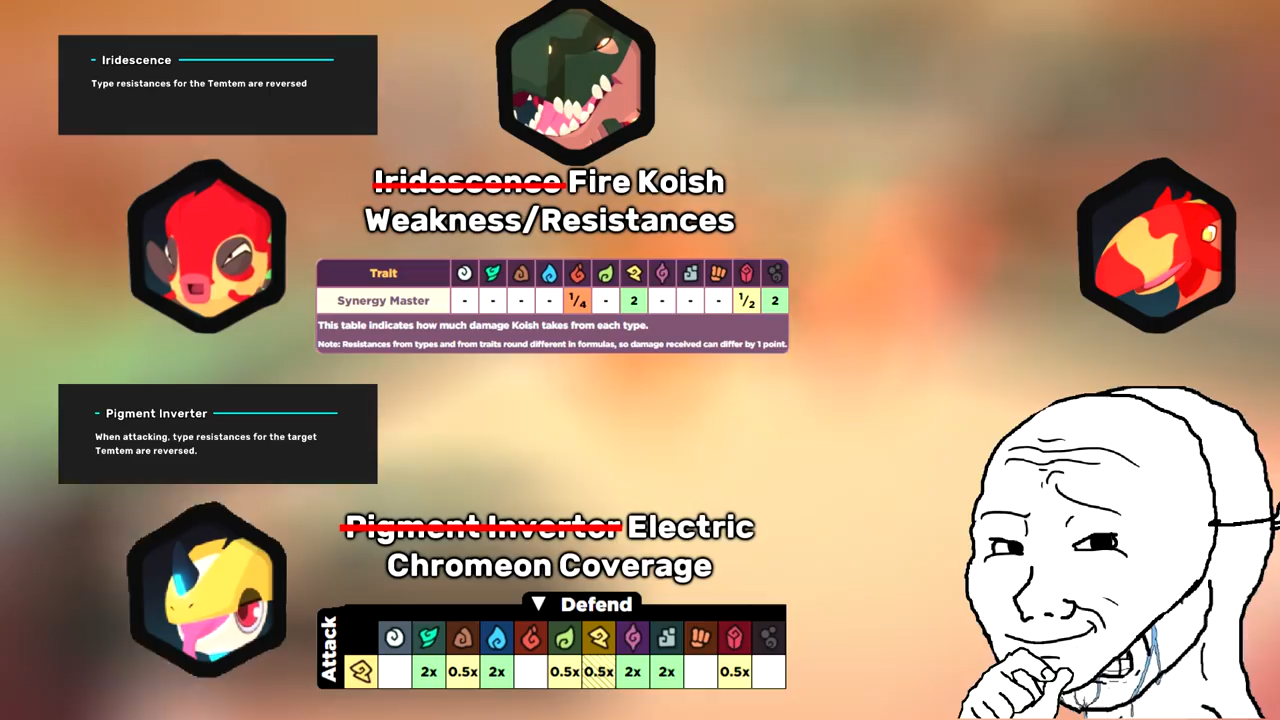 Iridescence
Type resistances for the Temtem are reversed
Iridescence Fire Koish
Weakness/Resistances
Trait
Synergy Master - - - - 1/4 - 2 - - - 1/2 2
This table indicates how much damage Koish takes from each type.
Note: Resistances from types and from traits round different in formulas, so damage received can differ by 1 point.
Pigment Inverter
When attacking, type resistances for the target
Temtem are reversed.
Pigment Inverter Electric
Chromeon Coverage
▼ Defend
Attack
2x 0.5x 2x 0.5x 0.5x 2x 2x 0.5x